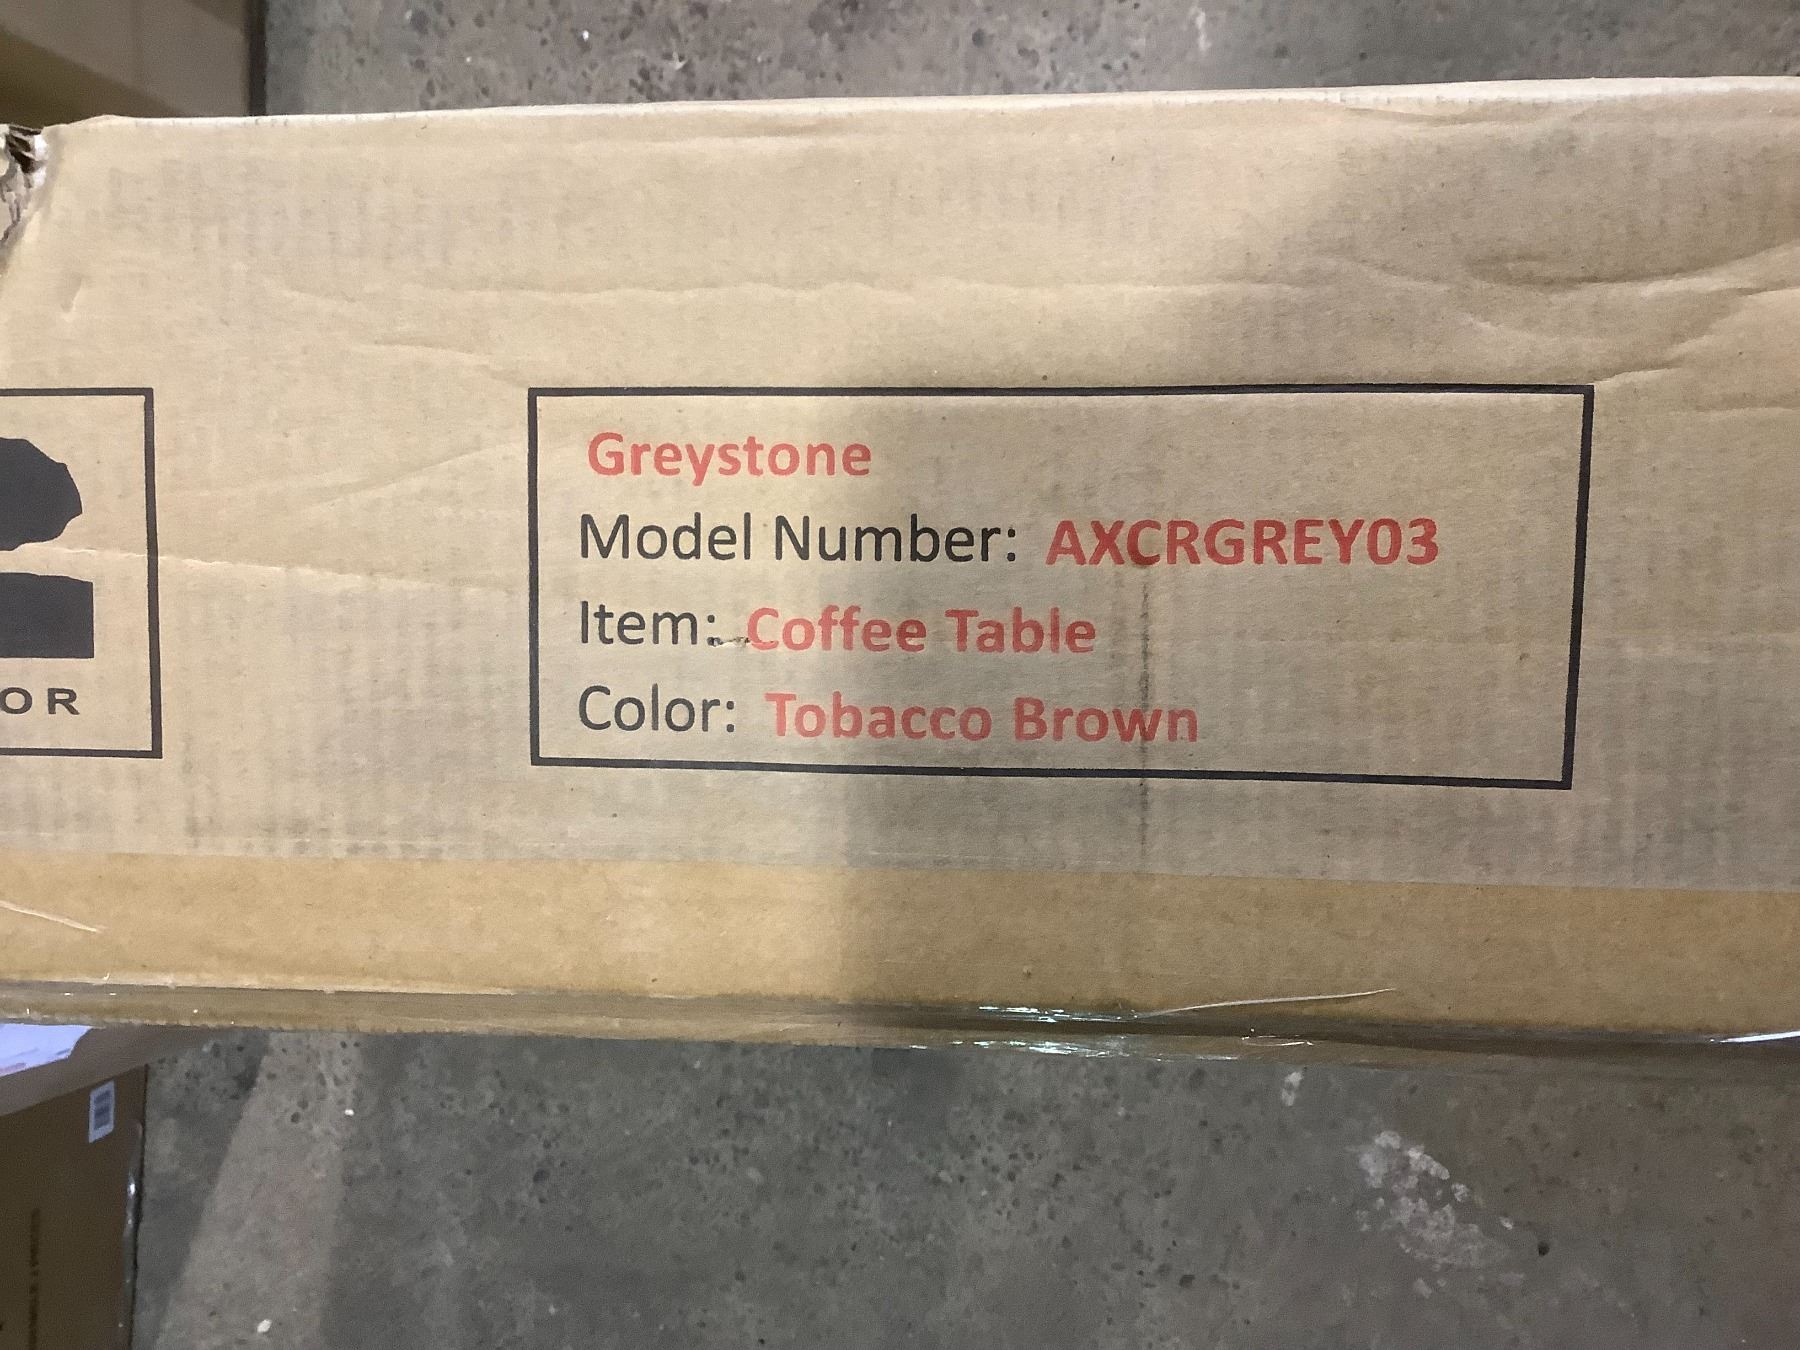 Greystone
Model Number: AXCRGREY03
Item: Coffee Table
Color: Tobacco Brown
OR